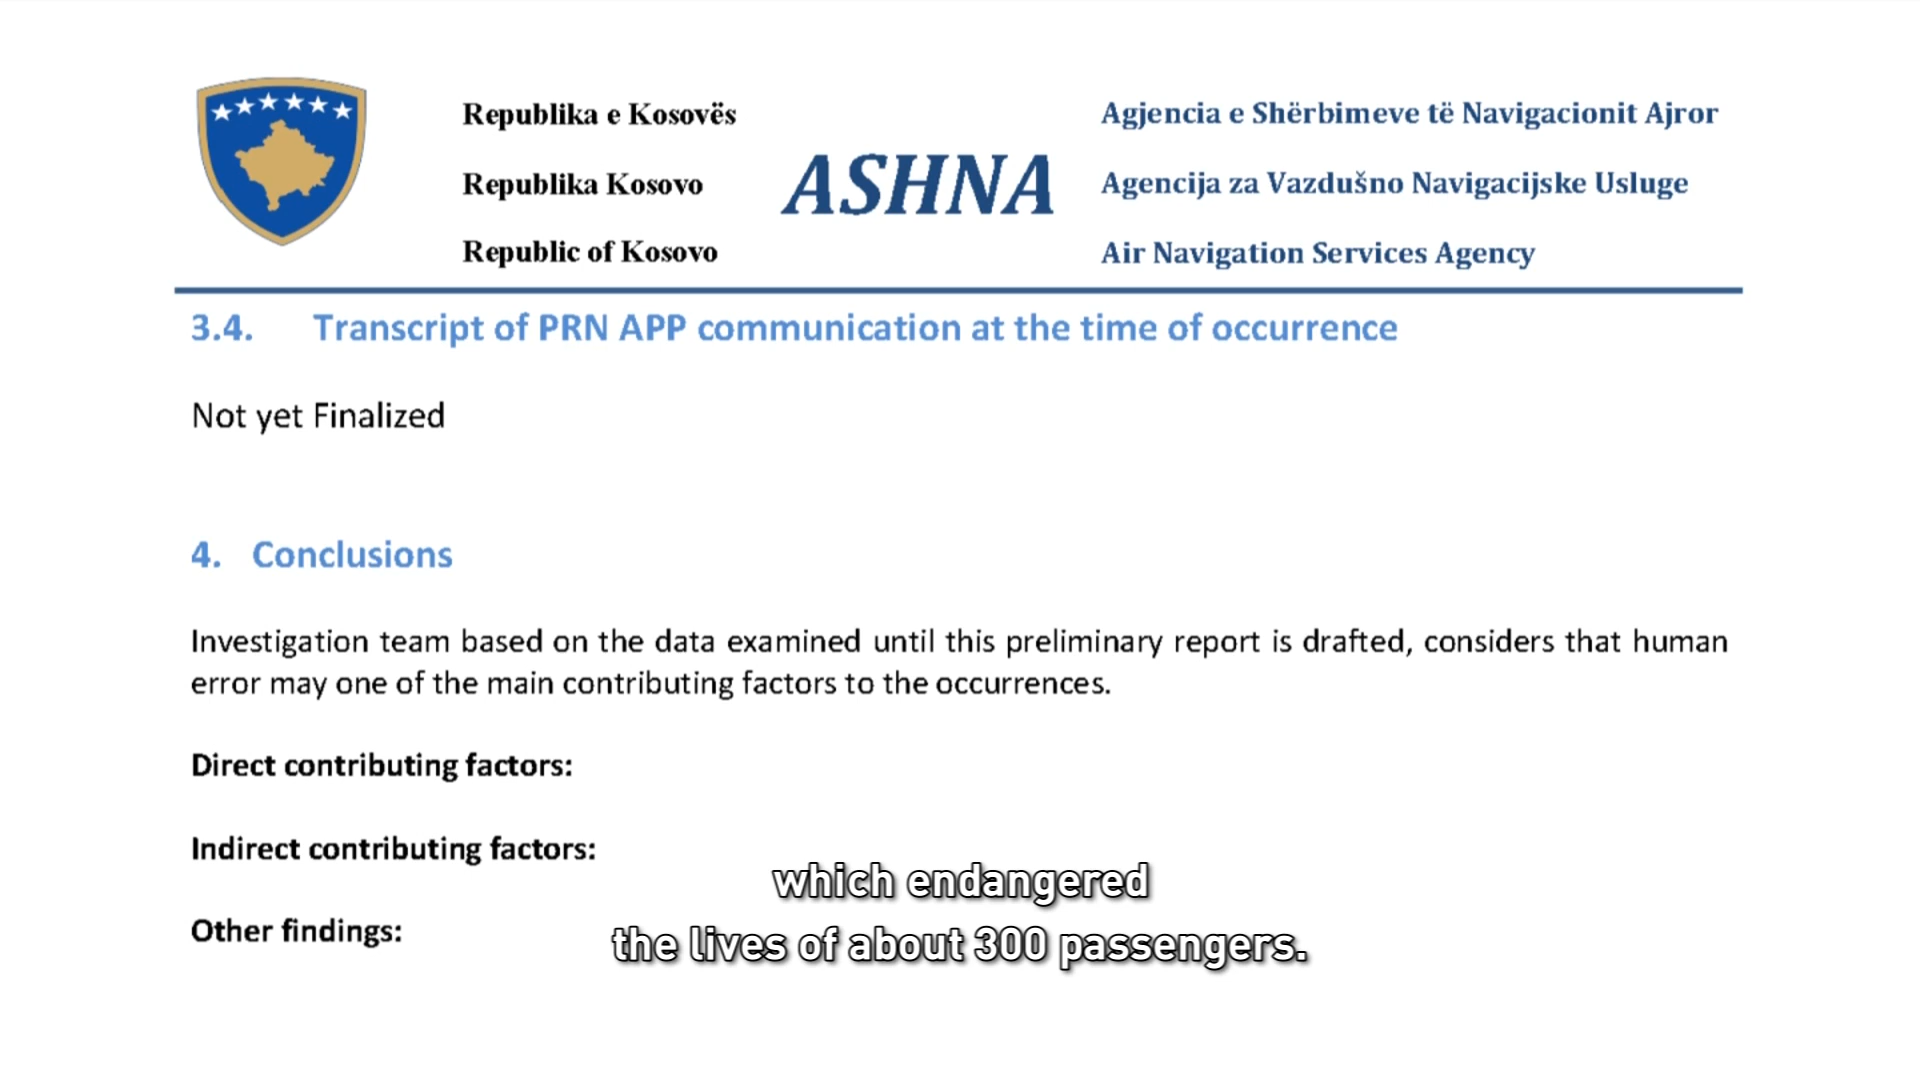 Republika e Kosovës
Republika Kosovo
Republic of Kosovo
ASHNA
Agjencia e Shërbimeve të Navigacionit Ajror
Agencija za Vazdušno Navigacijske Usluge
Air Navigation Services Agency
3.4. Transcript of PRN APP communication at the time of occurrence
Not yet Finalized
4. Conclusions
Investigation team based on the data examined until this preliminary report is drafted, considers that human
error may one of the main contributing factors to the occurrences.
Direct contributing factors:
Indirect contributing factors:
Other findings:
which endangered
the lives of about 300 passengers.